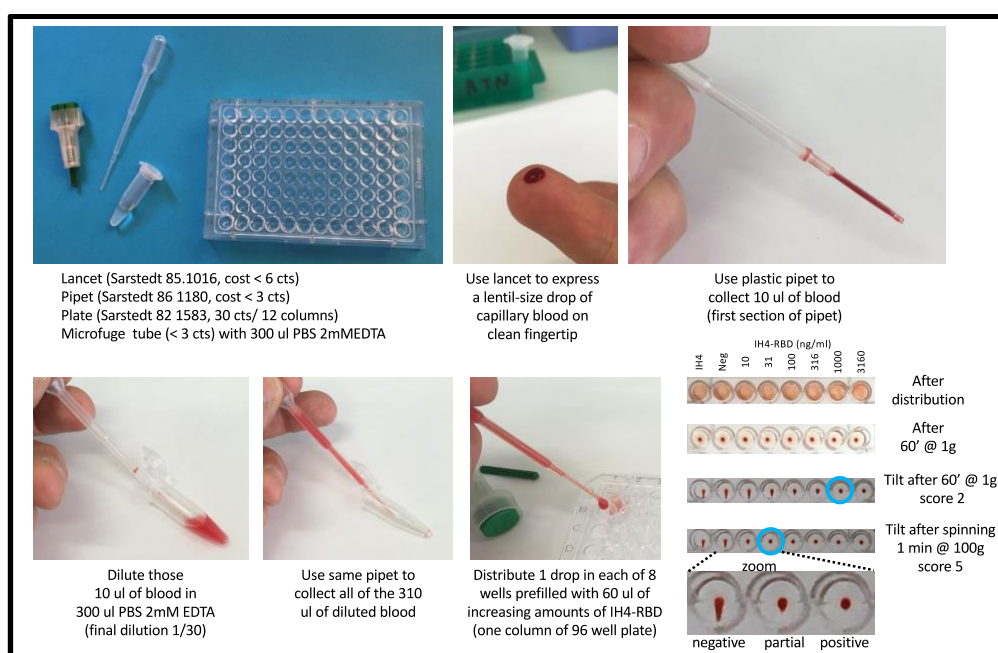 Lancet (Sarstedt 85.1016, cost < 6 cts)
Pipet (Sarstedt 86 1180, cost < 3 cts)
Plate (Sarstedt 82 1583, 30 cts/ 12 columns)
Microfuge tube (< 3 cts) with 300 ul PBS 2mMEDTA
ATN
Use lancet to express
a lentil-size drop of
capillary blood on
clean fingertip
Use plastic pipet to
collect 10 ul of blood
(first section of pipet)
Dilute those
10 ul of blood in
300 ul PBS 2mM EDTA
(final dilution 1/30)
Use same pipet to
collect all of the 310
ul of diluted blood
B
C
D
Distribute 1 drop in each of 8
wells prefilled with 60 ul of
increasing amounts of IH4-RBD
(one column of 96 well plate)
IH4-RBD (ng/ml)
IH4 Neg 10 31 100 316 1000 3160
After
distribution
After
60' @ 1g
Tilt after 60' @ 1g
score 2
Tilt after spinning
1 min @ 100g
score 5
zoom
negative partial positive